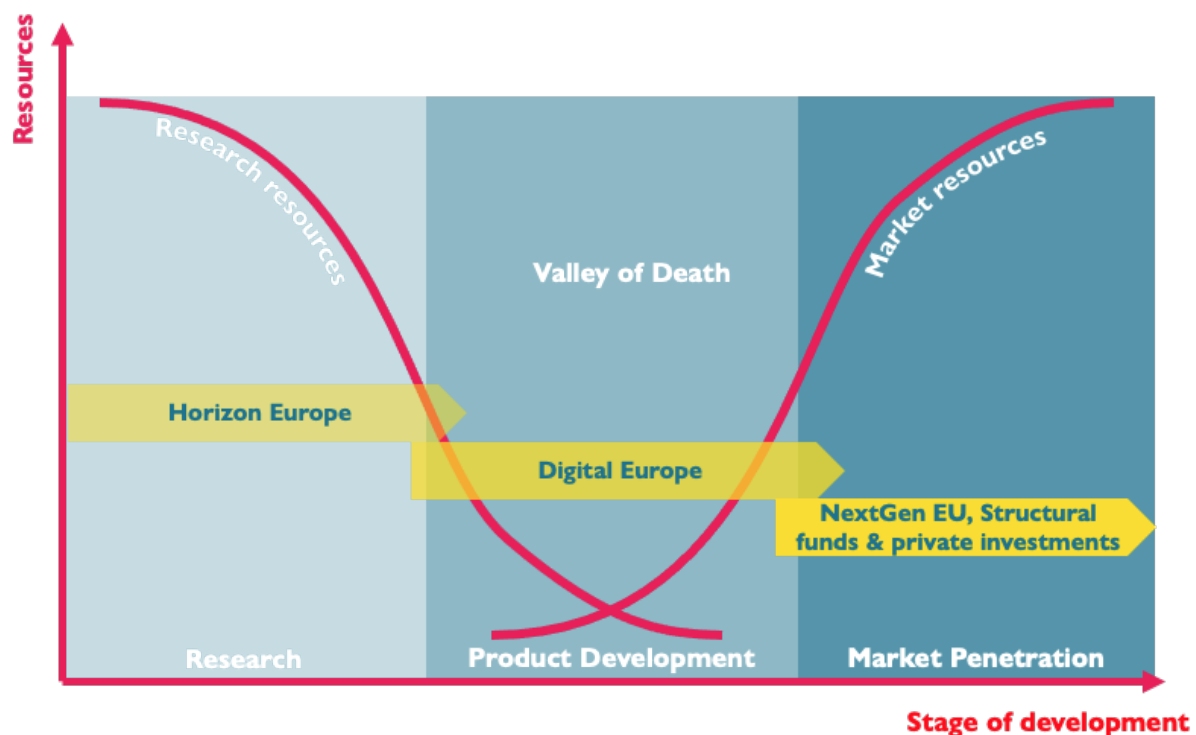 Resources
Research resources
Market resources
Valley of Death
Horizon Europe
Digital Europe
NextGen EU, Structural
funds & private investments
Research
Product Development
Market Penetration
Stage of development